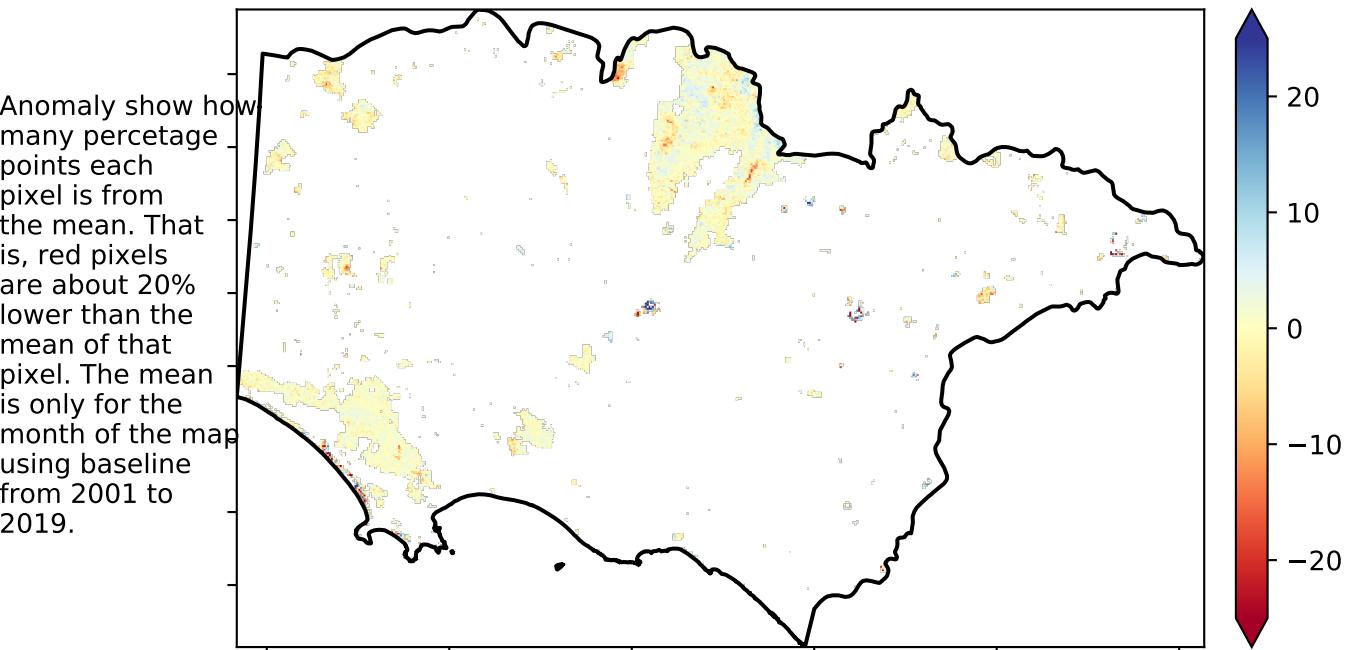 Anomaly show how
many percetage
points each
pixel is from
the mean. That
is, red pixels
are about 20%
lower than the
mean of that
pixel. The mean
is only for the
month of the map
using baseline
from 2001 to
2019.
20
10
0
−10
−20